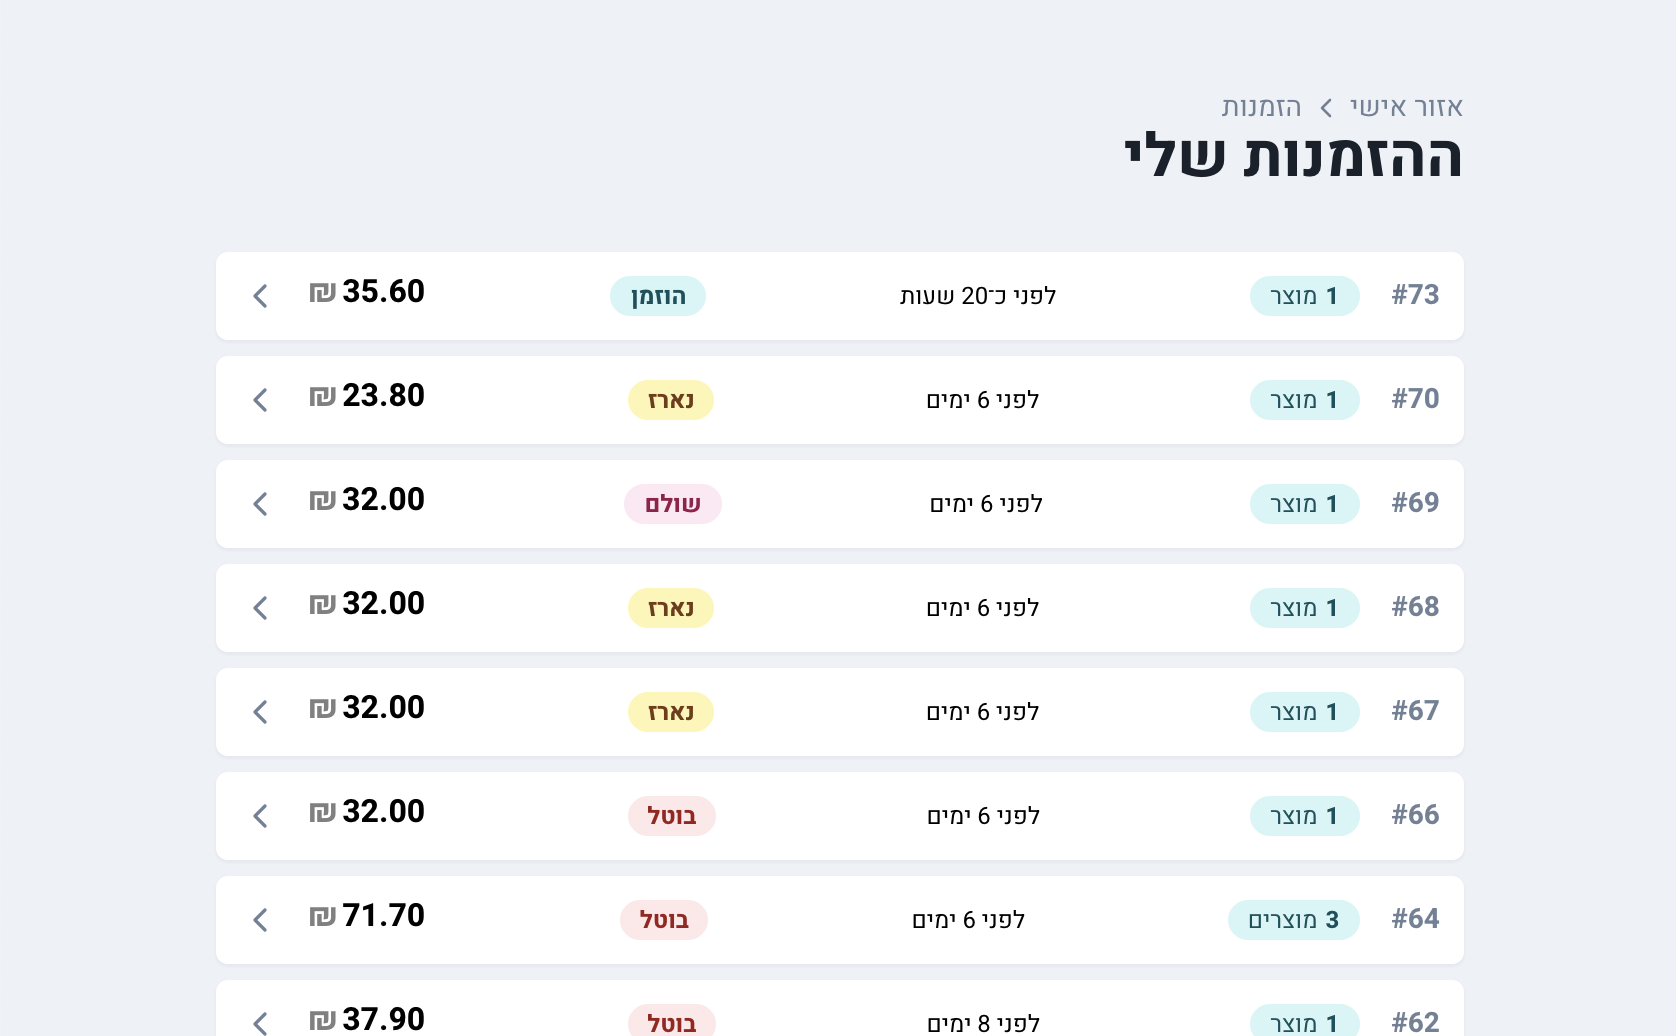 אזור אישי > הזמנות
ההזמנות שלי
#73 1 מוצר לפני כ־20 שעות הוזמן 35.60 ₪
#70 1 מוצר לפני 6 ימים נארז 23.80 ₪
#69 1 מוצר לפני 6 ימים שולם 32.00 ₪
#68 1 מוצר לפני 6 ימים נארז 32.00 ₪
#67 1 מוצר לפני 6 ימים נארז 32.00 ₪
#66 1 מוצר לפני 6 ימים בוטל 32.00 ₪
#64 3 מוצרים לפני 6 ימים בוטל 71.70 ₪
#62 1 מוצר לפני 8 ימים בוטל 37.90 ₪